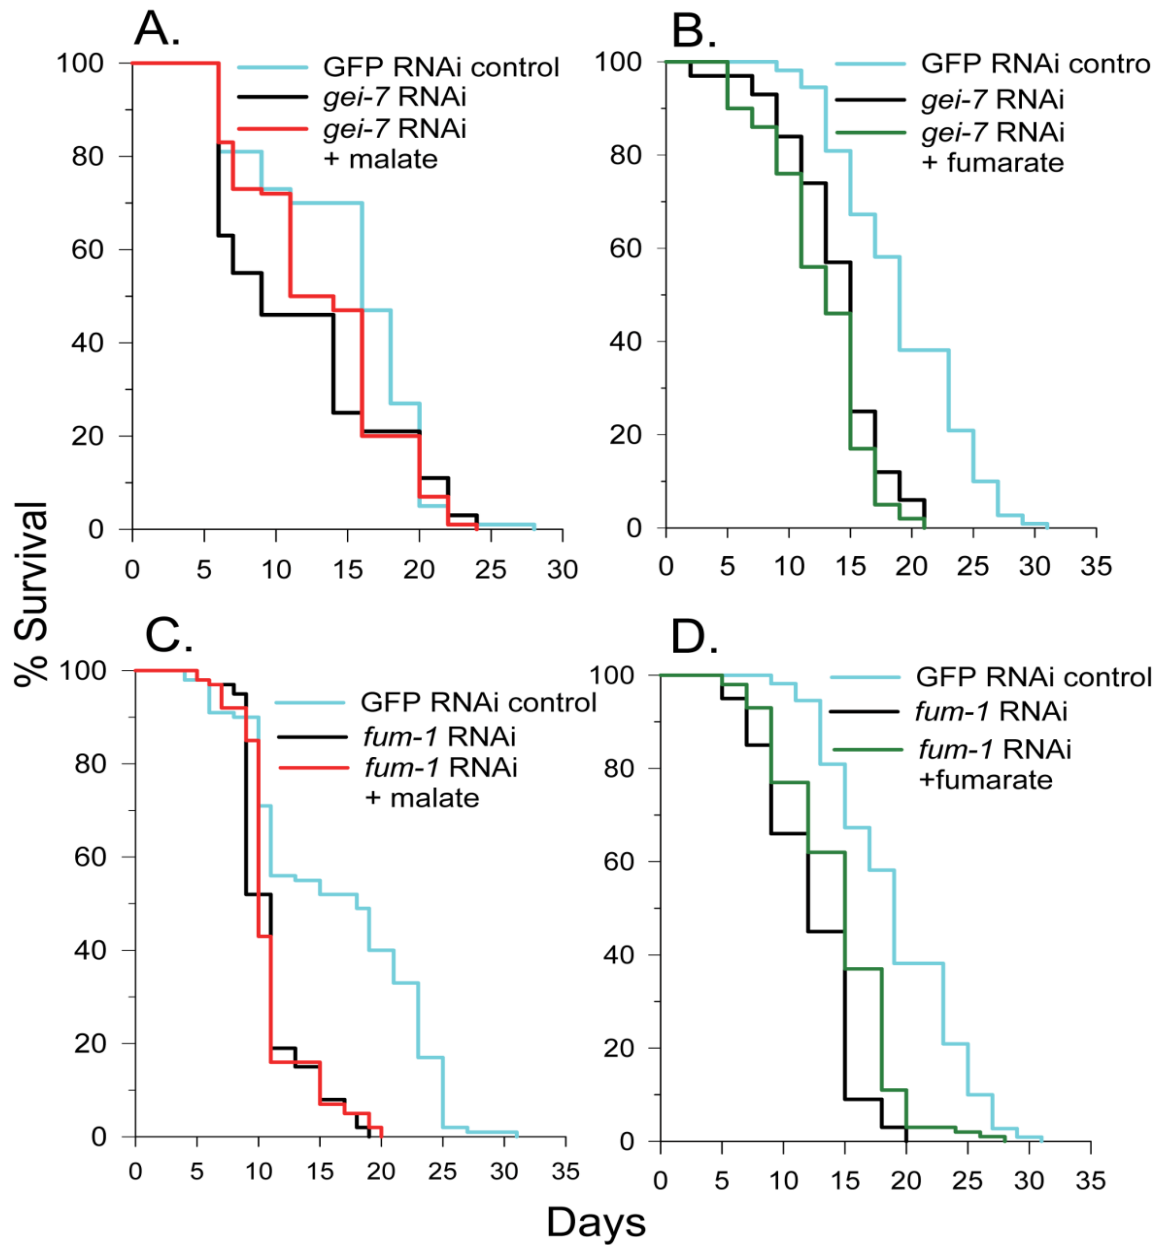 A.
GFP RNAi control
gei-7 RNAi
gei-7 RNAi
+ malate
100
80
60
40
20
0
0 5 10 15 20 25 30
B.
GFP RNAi contro
gei-7 RNAi
gei-7 RNAi
+ fumarate
100
80
60
40
20
0
0 5 10 15 20 25 30 35
% Survival
C.
GFP RNAi control
fum-1 RNAi
fum-1 RNAi
+ malate
100
80
60
40
20
0
0 5 10 15 20 25 30 35
D.
GFP RNAi control
fum-1 RNAi
fum-1 RNAi
+fumarate
100
80
60
40
20
0
0 5 10 15 20 25 30 35
Days